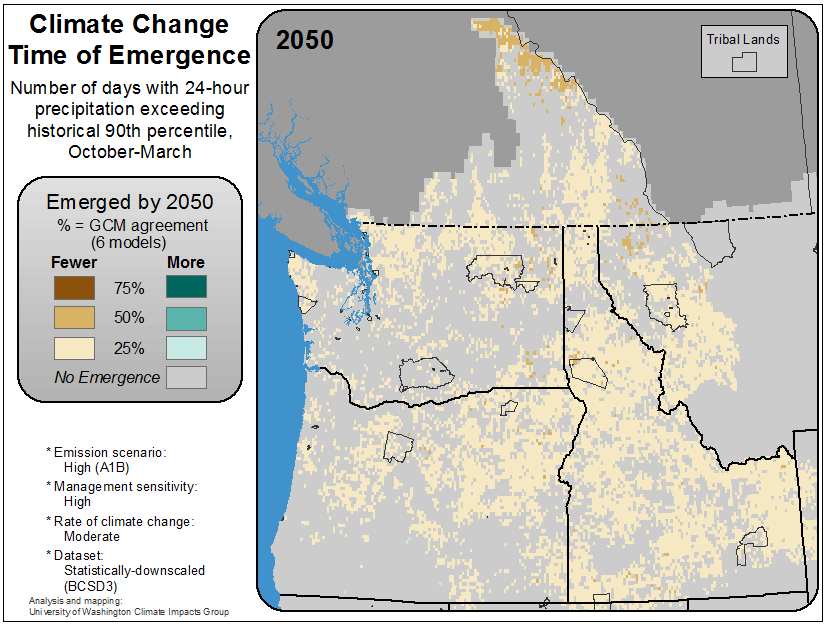 Climate Change
Time of Emergence
Number of days with 24-hour
precipitation exceeding
historical 90th percentile,
October-March
Emerged by 2050
% = GCM agreement
(6 models)
Fewer
More
75%
50%
25%
No Emergence
* Emission scenario:
High (A1B)
* Management sensitivity:
High
* Rate of climate change:
Moderate
* Dataset:
Statistically-downscaled
(BCSD3)
Analysis and mapping:
University of Washington Climate Impacts Group
2050
Tribal Lands